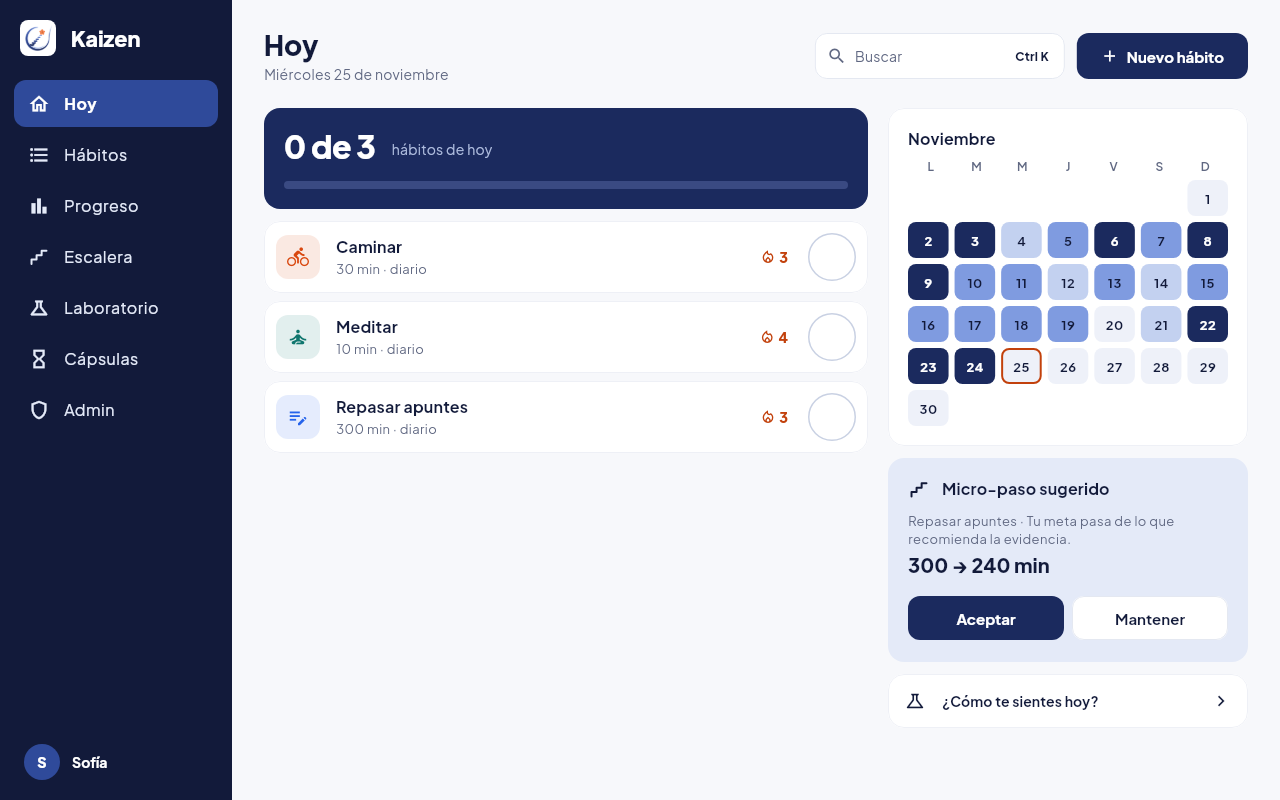 Kaizen
Hoy
Hábitos
Progreso
Escalera
Laboratorio
Cápsulas
Admin
S
Sofía
Hoy
Miércoles 25 de noviembre
Buscar
Ctrl K
+ Nuevo hábito
0 de 3 hábitos de hoy
Caminar
30 min · diario
3
Meditar
10 min · diario
4
Repasar apuntes
300 min · diario
3
Noviembre
L M M J V S D
1
2 3 4 5 6 7 8
9 10 11 12 13 14 15
16 17 18 19 20 21 22
23 24 25 26 27 28 29
30
Micro-paso sugerido
Repasar apuntes · Tu meta pasa de lo que
recomienda la evidencia.
300 → 240 min
Aceptar
Mantener
¿Cómo te sientes hoy?